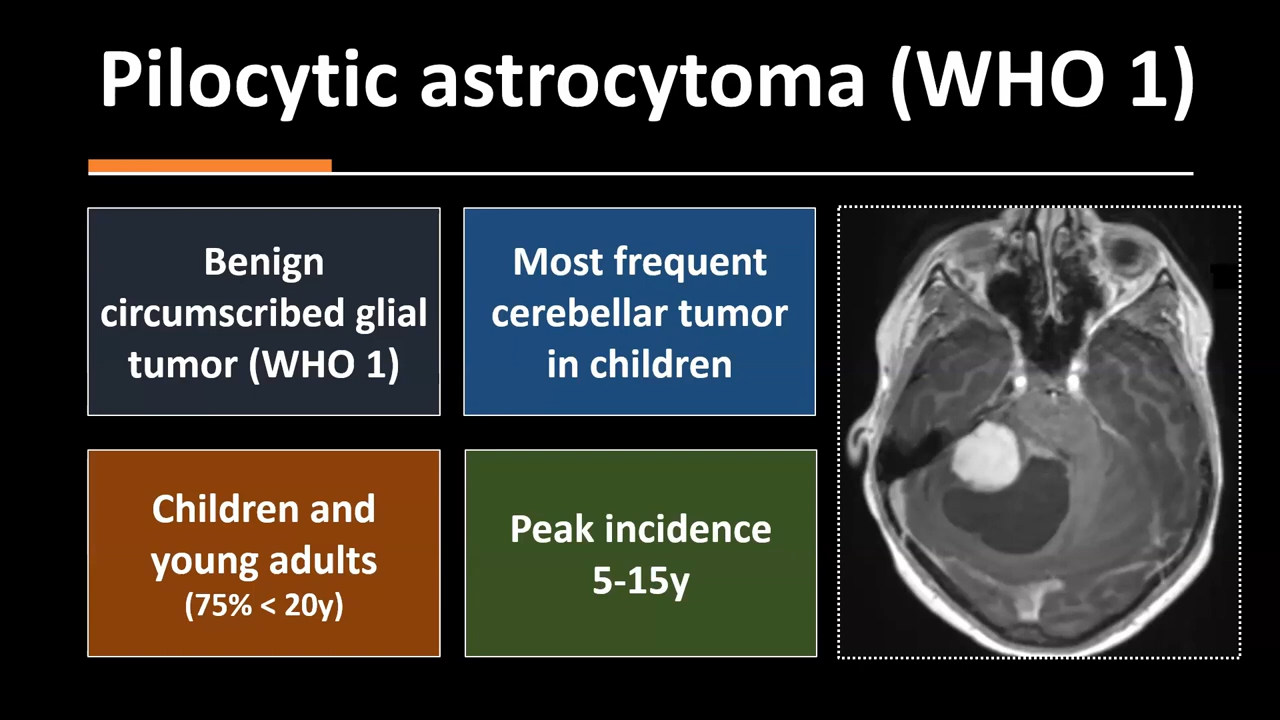 Pilocytic astrocytoma (WHO 1)
Benign
circumscribed glial
tumor (WHO 1)
Most frequent
cerebellar tumor
in children
Children and
young adults
(75% < 20y)
Peak incidence
5-15y